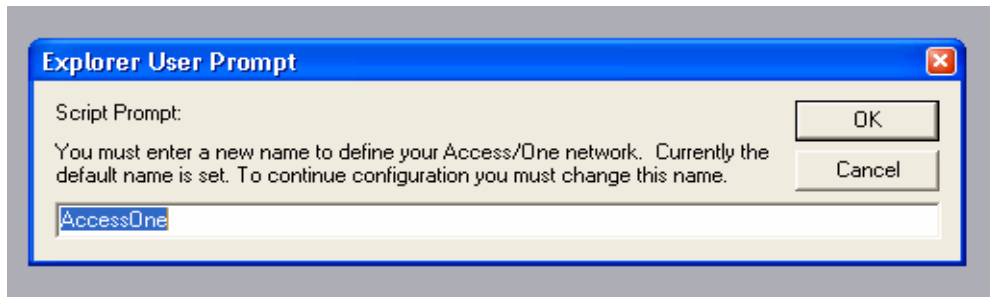 Explorer User Prompt
Script Prompt:
OK
You must enter a new name to define your Access/One network.  Currently the
default name is set. To continue configuration you must change this name.
Cancel
AccessOne